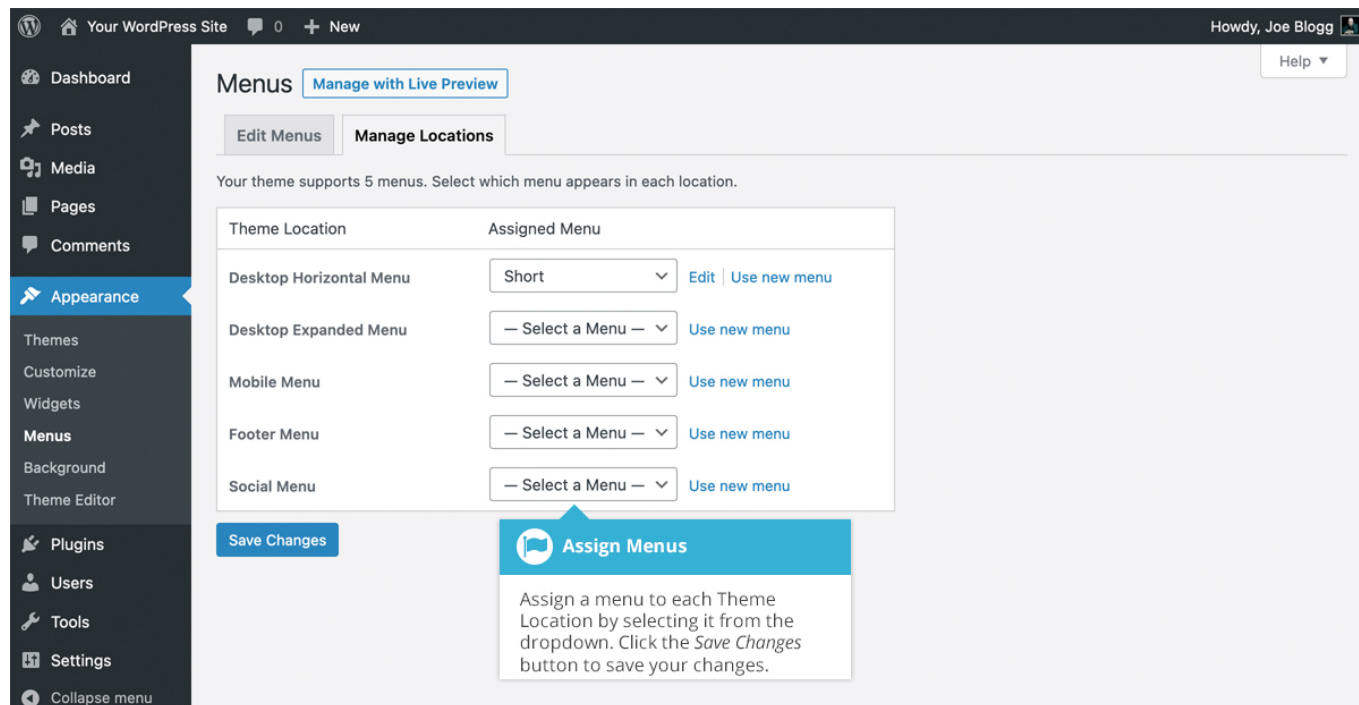 Your WordPress Site 0 + New Howdy, Joe Blogg
Help ▼
Dashboard
Posts
Media
Pages
Comments
Appearance
Themes
Customize
Widgets
Menus
Background
Theme Editor
Plugins
Users
Tools
Settings
Collapse menu
Menus Manage with Live Preview
Edit Menus Manage Locations
Your theme supports 5 menus. Select which menu appears in each location.
Theme Location Assigned Menu
Desktop Horizontal Menu Short Edit | Use new menu
Desktop Expanded Menu — Select a Menu — Use new menu
Mobile Menu — Select a Menu — Use new menu
Footer Menu — Select a Menu — Use new menu
Social Menu — Select a Menu — Use new menu
Save Changes
Assign Menus
Assign a menu to each Theme
Location by selecting it from the
dropdown. Click the Save Changes
button to save your changes.